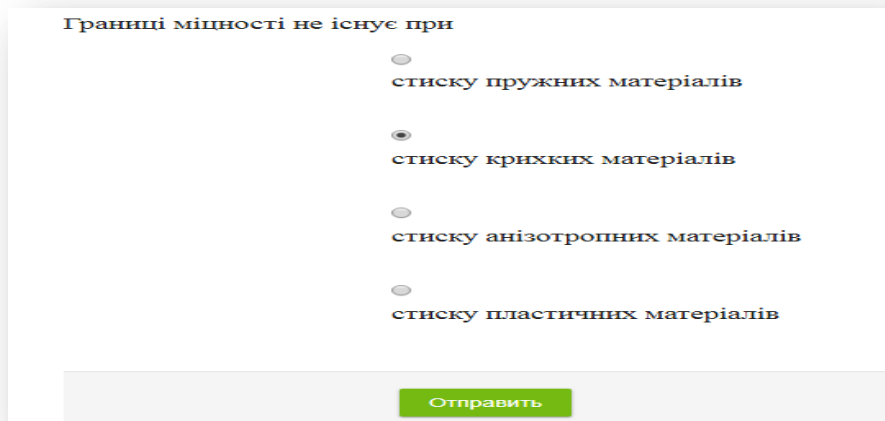 Границі міцності не існує при
стиску пружних матеріалів
стиску крихких матеріалів
стиску анізотропних матеріалів
стиску пластичних матеріалів
Отправить